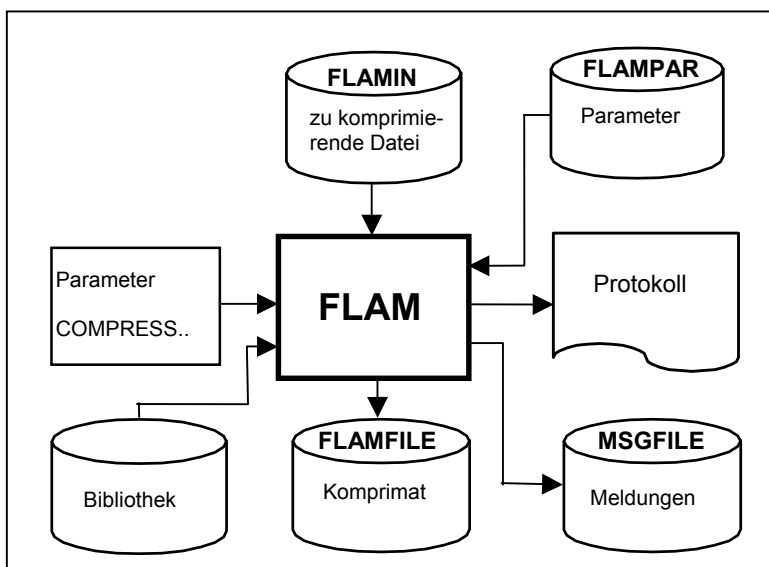 FLAMIN
zu komprimie-
rende Datei
FLAMPAR
Parameter
Parameter
COMPRESS..
FLAM
Protokoll
Bibliothek
FLAMFILE
Komprimat
MSGFILE
Meldungen